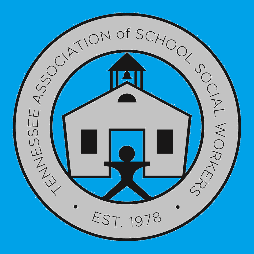 TENNESSEE ASSOCIATION of SCHOOL SOCIAL WORKERS
• EST. 1978 •